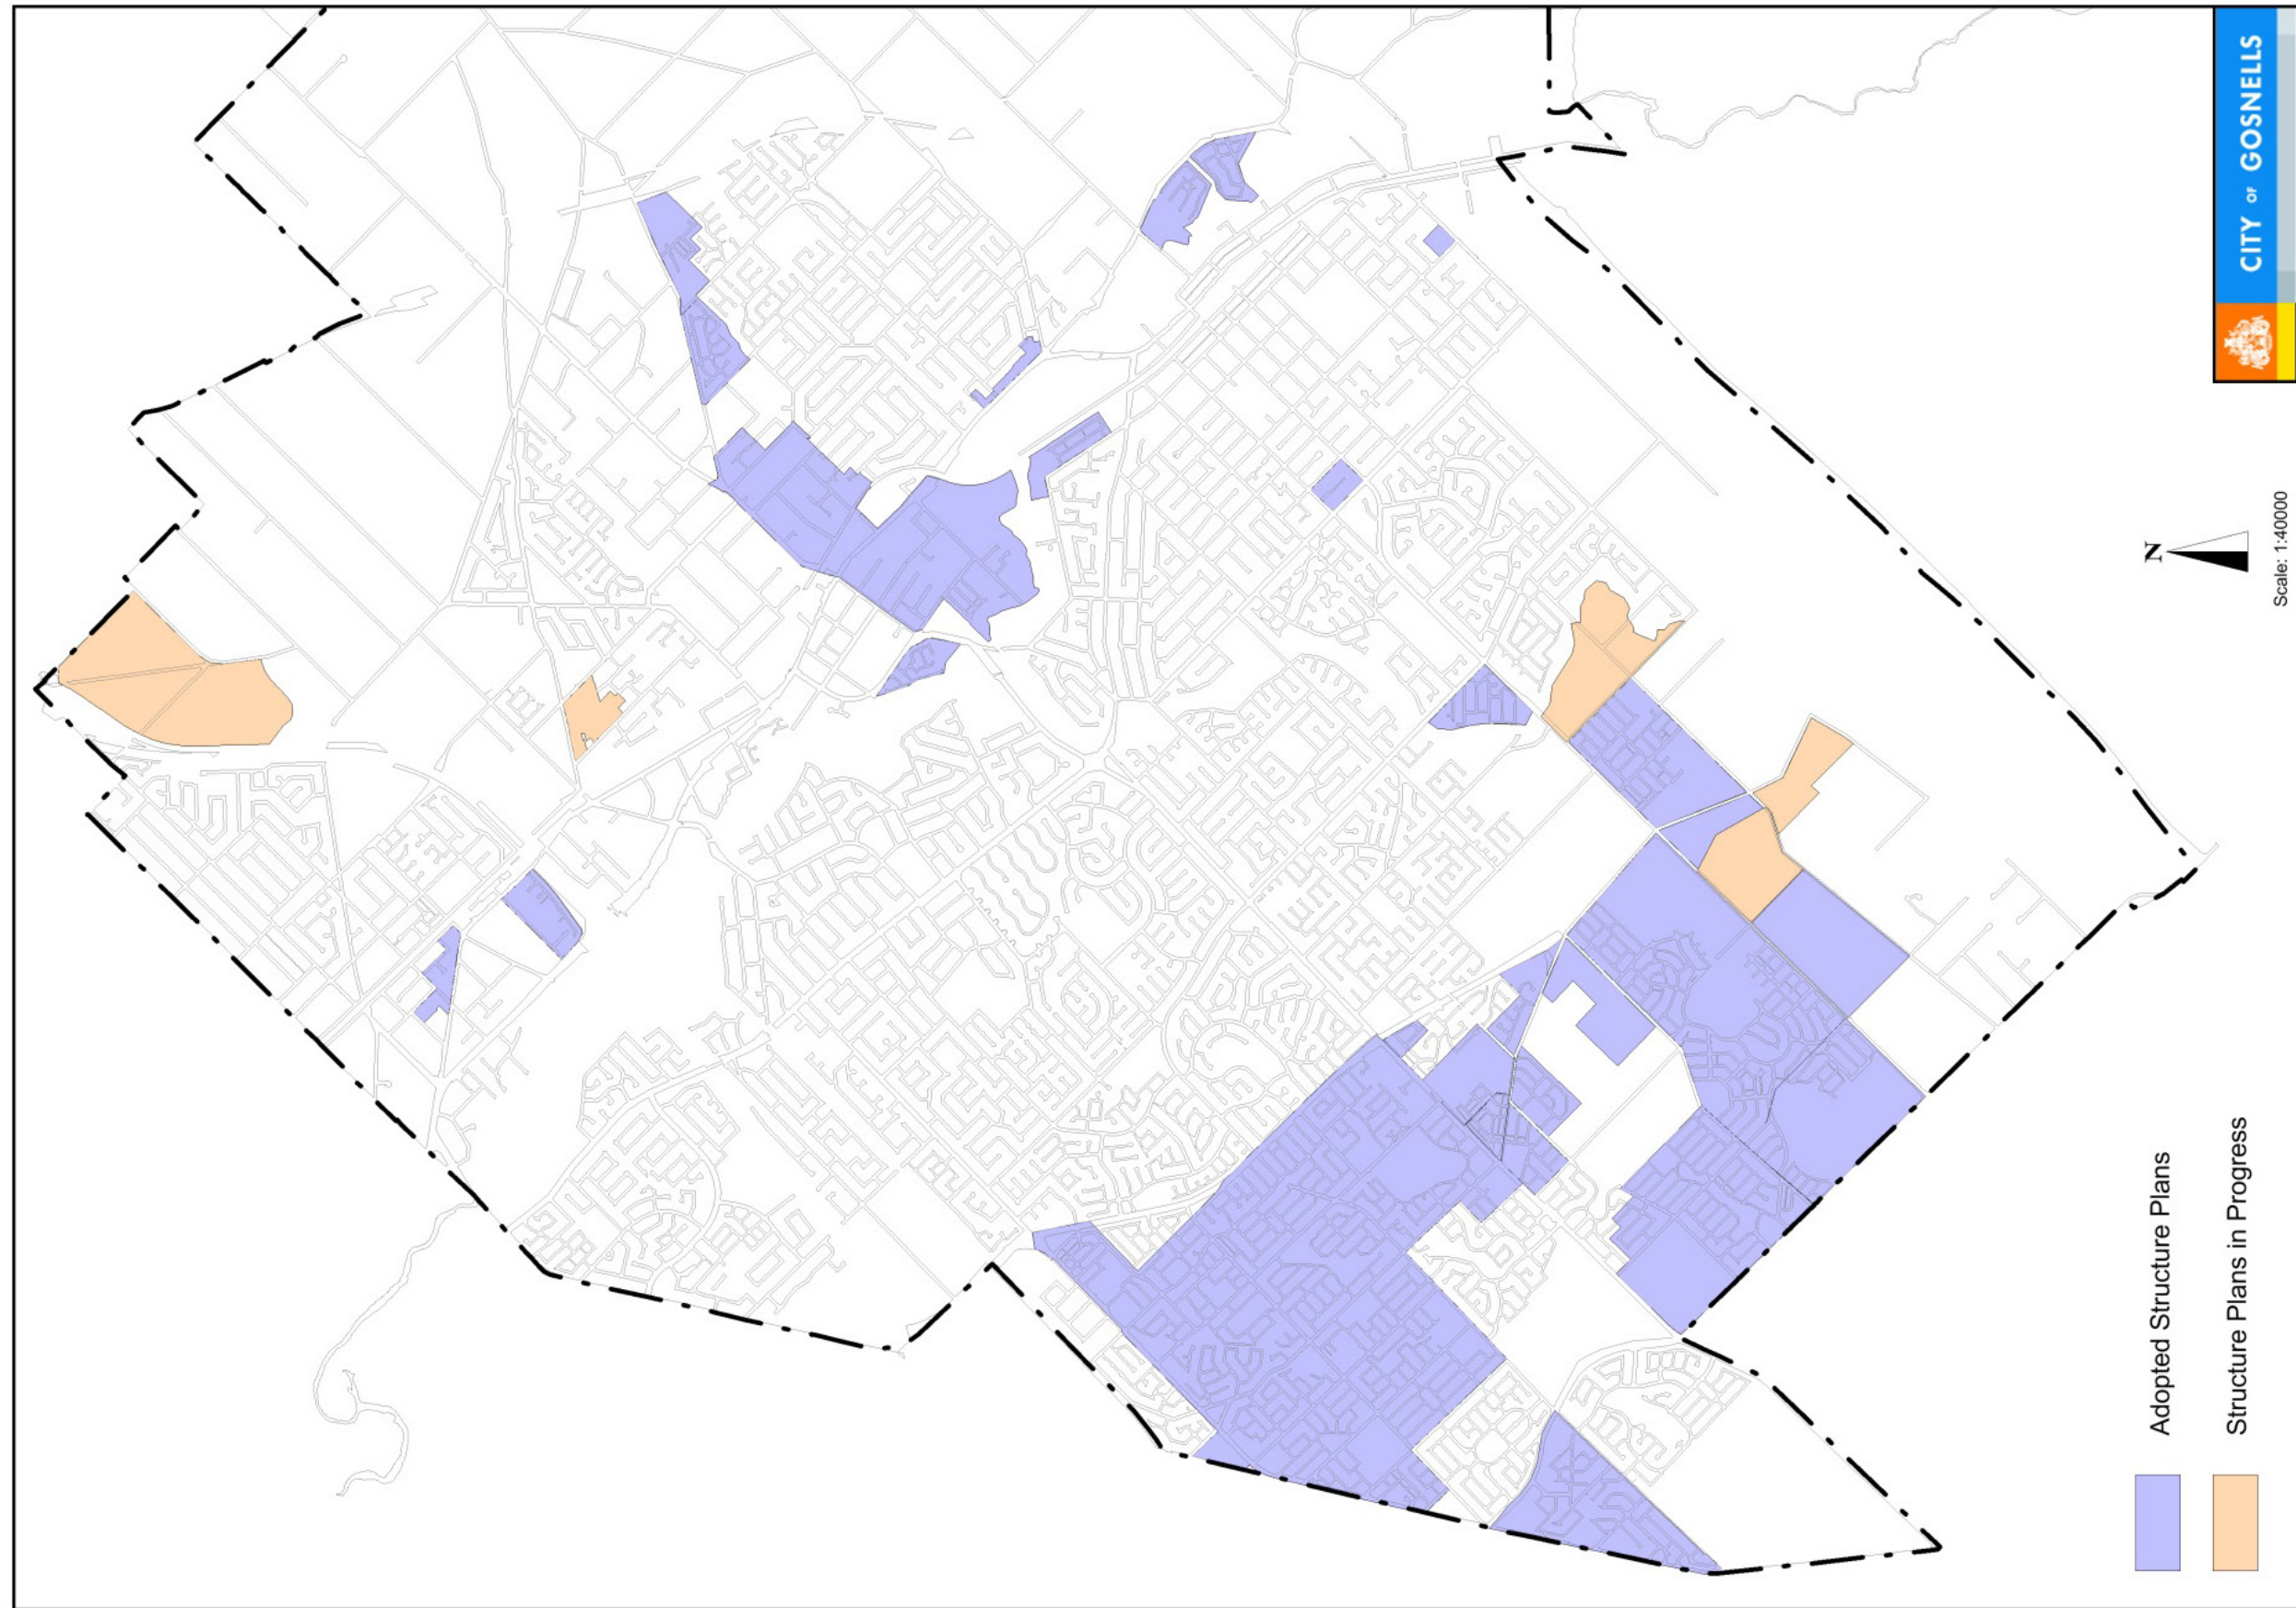 CITY OF GOSNELLS
N
Scale: 1:40000
Adopted Structure Plans
Structure Plans in Progress